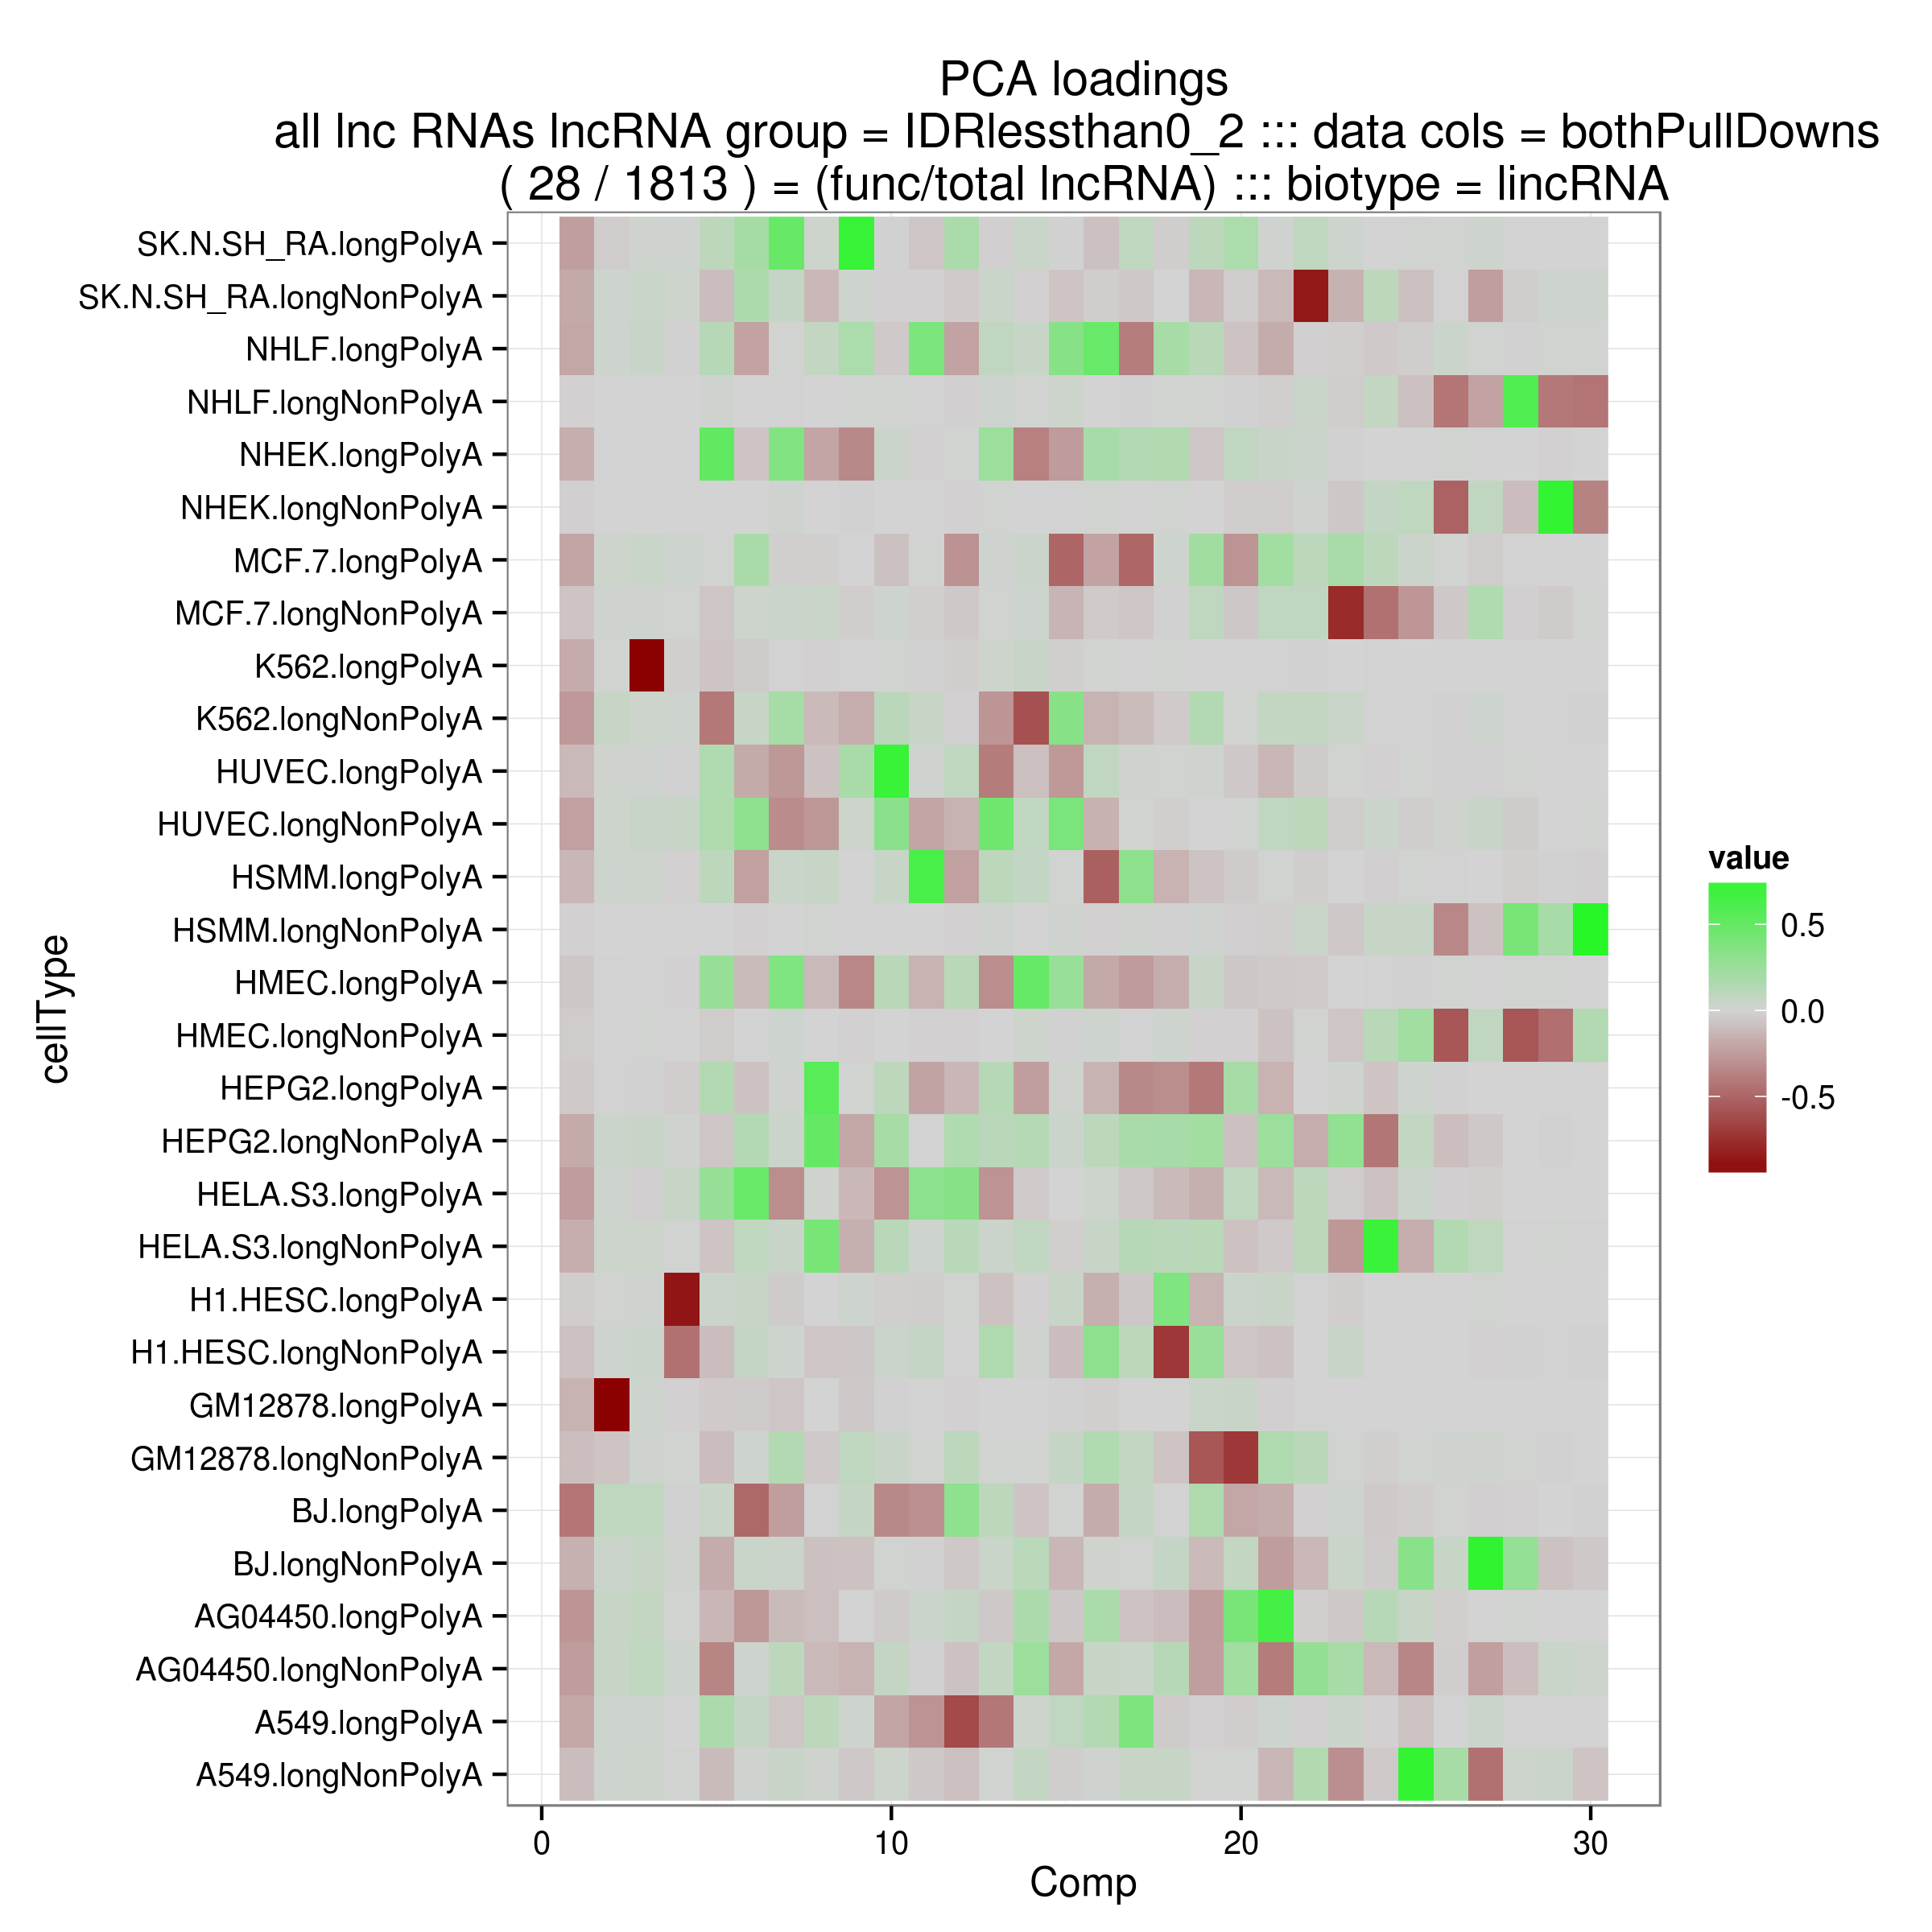 PCA loadings
all lnc RNAs lncRNA group = IDRlessthan0_2 ::: data cols = bothPullDowns
( 28 / 1813 ) = (func/total lncRNA) ::: biotype = lincRNA
SK.N.SH_RA.longPolyA
SK.N.SH_RA.longNonPolyA
NHLF.longPolyA
NHLF.longNonPolyA
NHEK.longPolyA
NHEK.longNonPolyA
MCF.7.longPolyA
MCF.7.longNonPolyA
K562.longPolyA
K562.longNonPolyA
HUVEC.longPolyA
HUVEC.longNonPolyA
HSMM.longPolyA
HSMM.longNonPolyA
HMEC.longPolyA
HMEC.longNonPolyA
HEPG2.longPolyA
HEPG2.longNonPolyA
HELA.S3.longPolyA
HELA.S3.longNonPolyA
H1.HESC.longPolyA
H1.HESC.longNonPolyA
GM12878.longPolyA
GM12878.longNonPolyA
BJ.longPolyA
BJ.longNonPolyA
AG04450.longPolyA
AG04450.longNonPolyA
A549.longPolyA
A549.longNonPolyA
cellType
0 10 20 30
Comp
value
0.5
0.0
-0.5